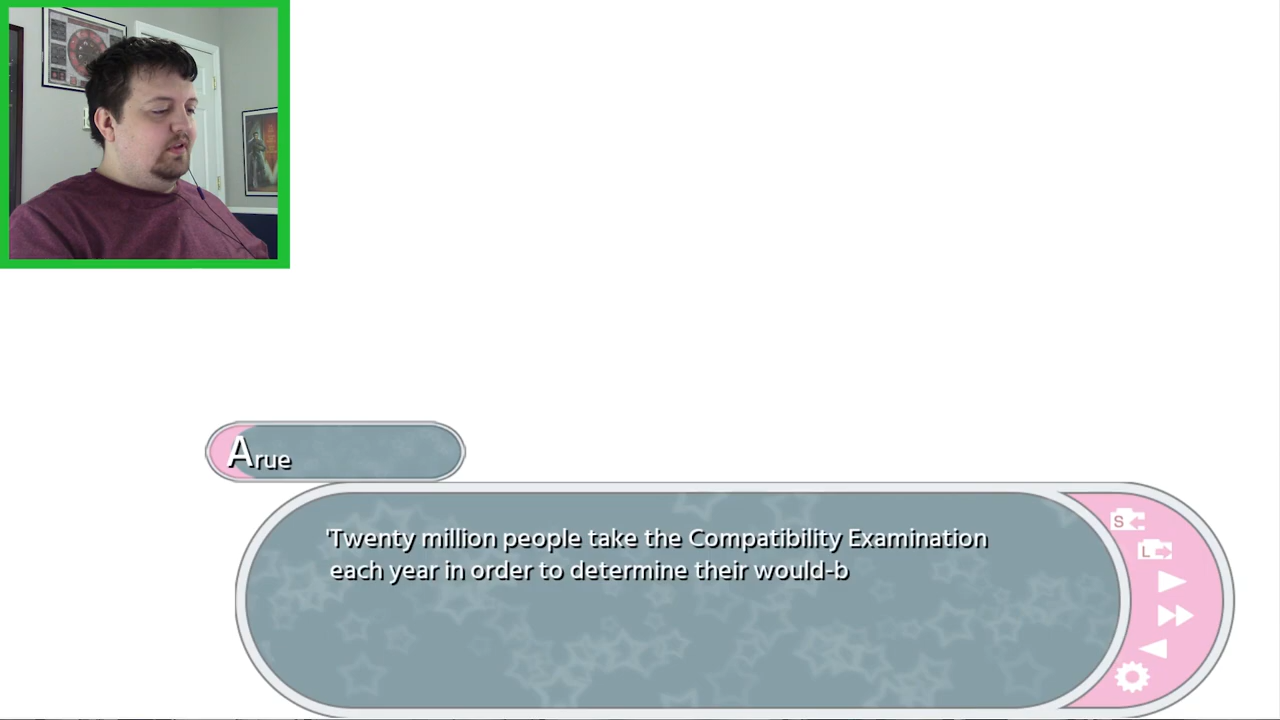 Arue
'Twenty million people take the Compatibility Examination
each year in order to determine their would-b
S
L